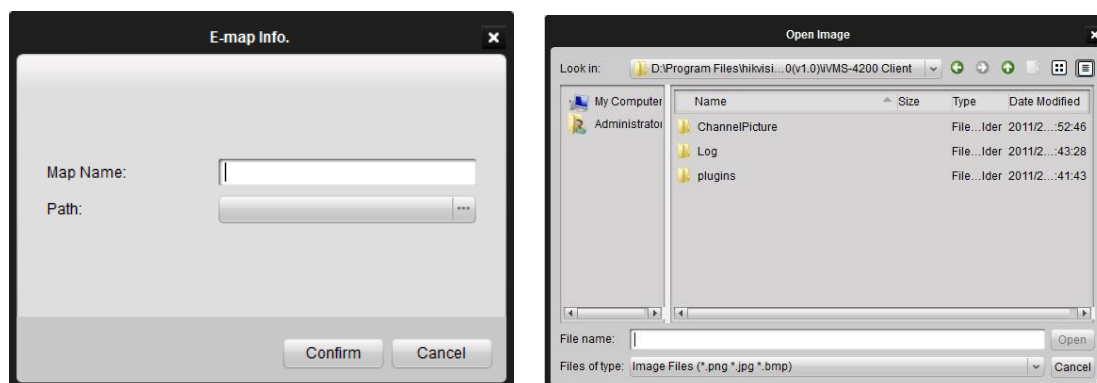 E-map Info.
Map Name:
Path:
...
Confirm
Cancel
Open Image
Look in:
D:\Program Files\hikvisi...0(v1.0)\iVMS-4200 Client
My Computer
Administrator
Name
Size
Type
Date Modified
ChannelPicture
File...lder
2011/2...:52:46
Log
File...lder
2011/2...:43:28
plugins
File...lder
2011/2...:41:43
File name:
Open
Files of type:
Image Files (*.png *.jpg *.bmp)
Cancel